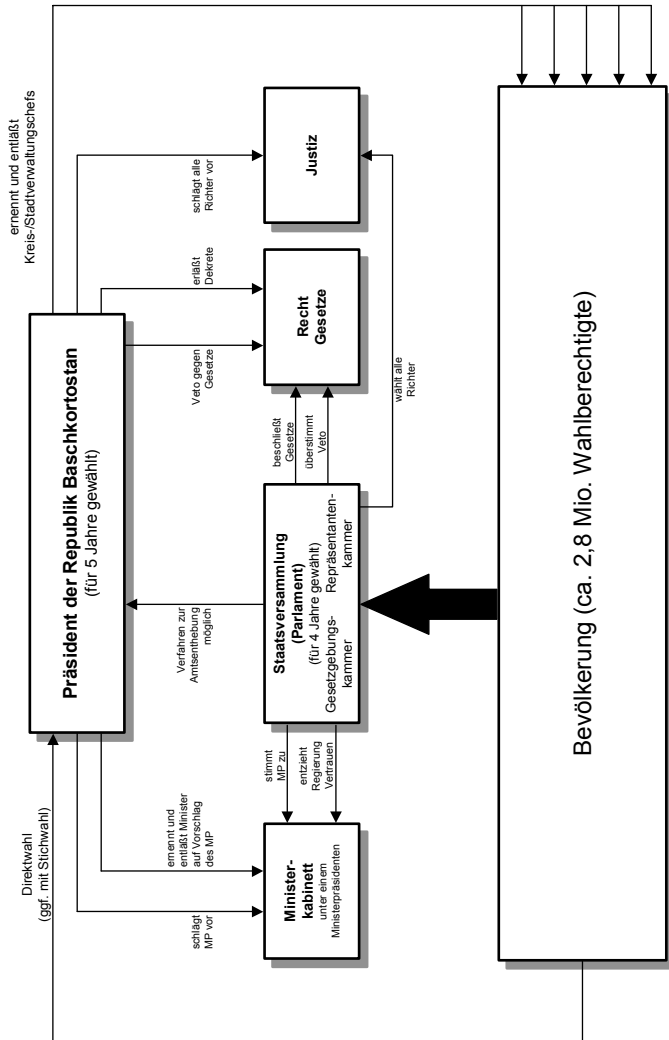 Direktwahl
(ggf. mit Stichwahl)
ernennt und entläßt
Kreis-/Stadtverwaltungschefs
Präsident der Republik Baschkortostan
(für 5 Jahre gewählt)
schlägt
MP vor
ernennt und
entläßt Minister
auf Vorschlag
des MP
Verfahren zur
Amtsenthebung
möglich
Veto gegen
Gesetze
erläßt
Dekrete
schlägt alle
Richter vor
Minister-
kabinett
unter einem
Ministerpräsidenten
stimmt
MP zu
entzieht
Regierung
Vertrauen
Staatsversammlung
(Parlament)
(für 4 Jahre gewählt)
Gesetzgebungs- Repräsentanten-
kammer kammer
beschließt
Gesetze
überstimmt
Veto
Recht
Gesetze
Justiz
wählt alle
Richter
Bevölkerung (ca. 2,8 Mio. Wahlberechtigte)